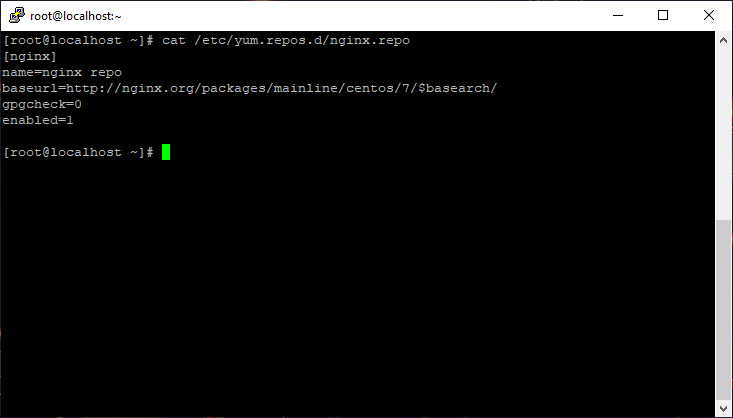 root@localhost:~
[root@localhost ~]# cat /etc/yum.repos.d/nginx.repo
[nginx]
name=nginx repo
baseurl=http://nginx.org/packages/mainline/centos/7/$basearch/
gpgcheck=0
enabled=1
[root@localhost ~]#